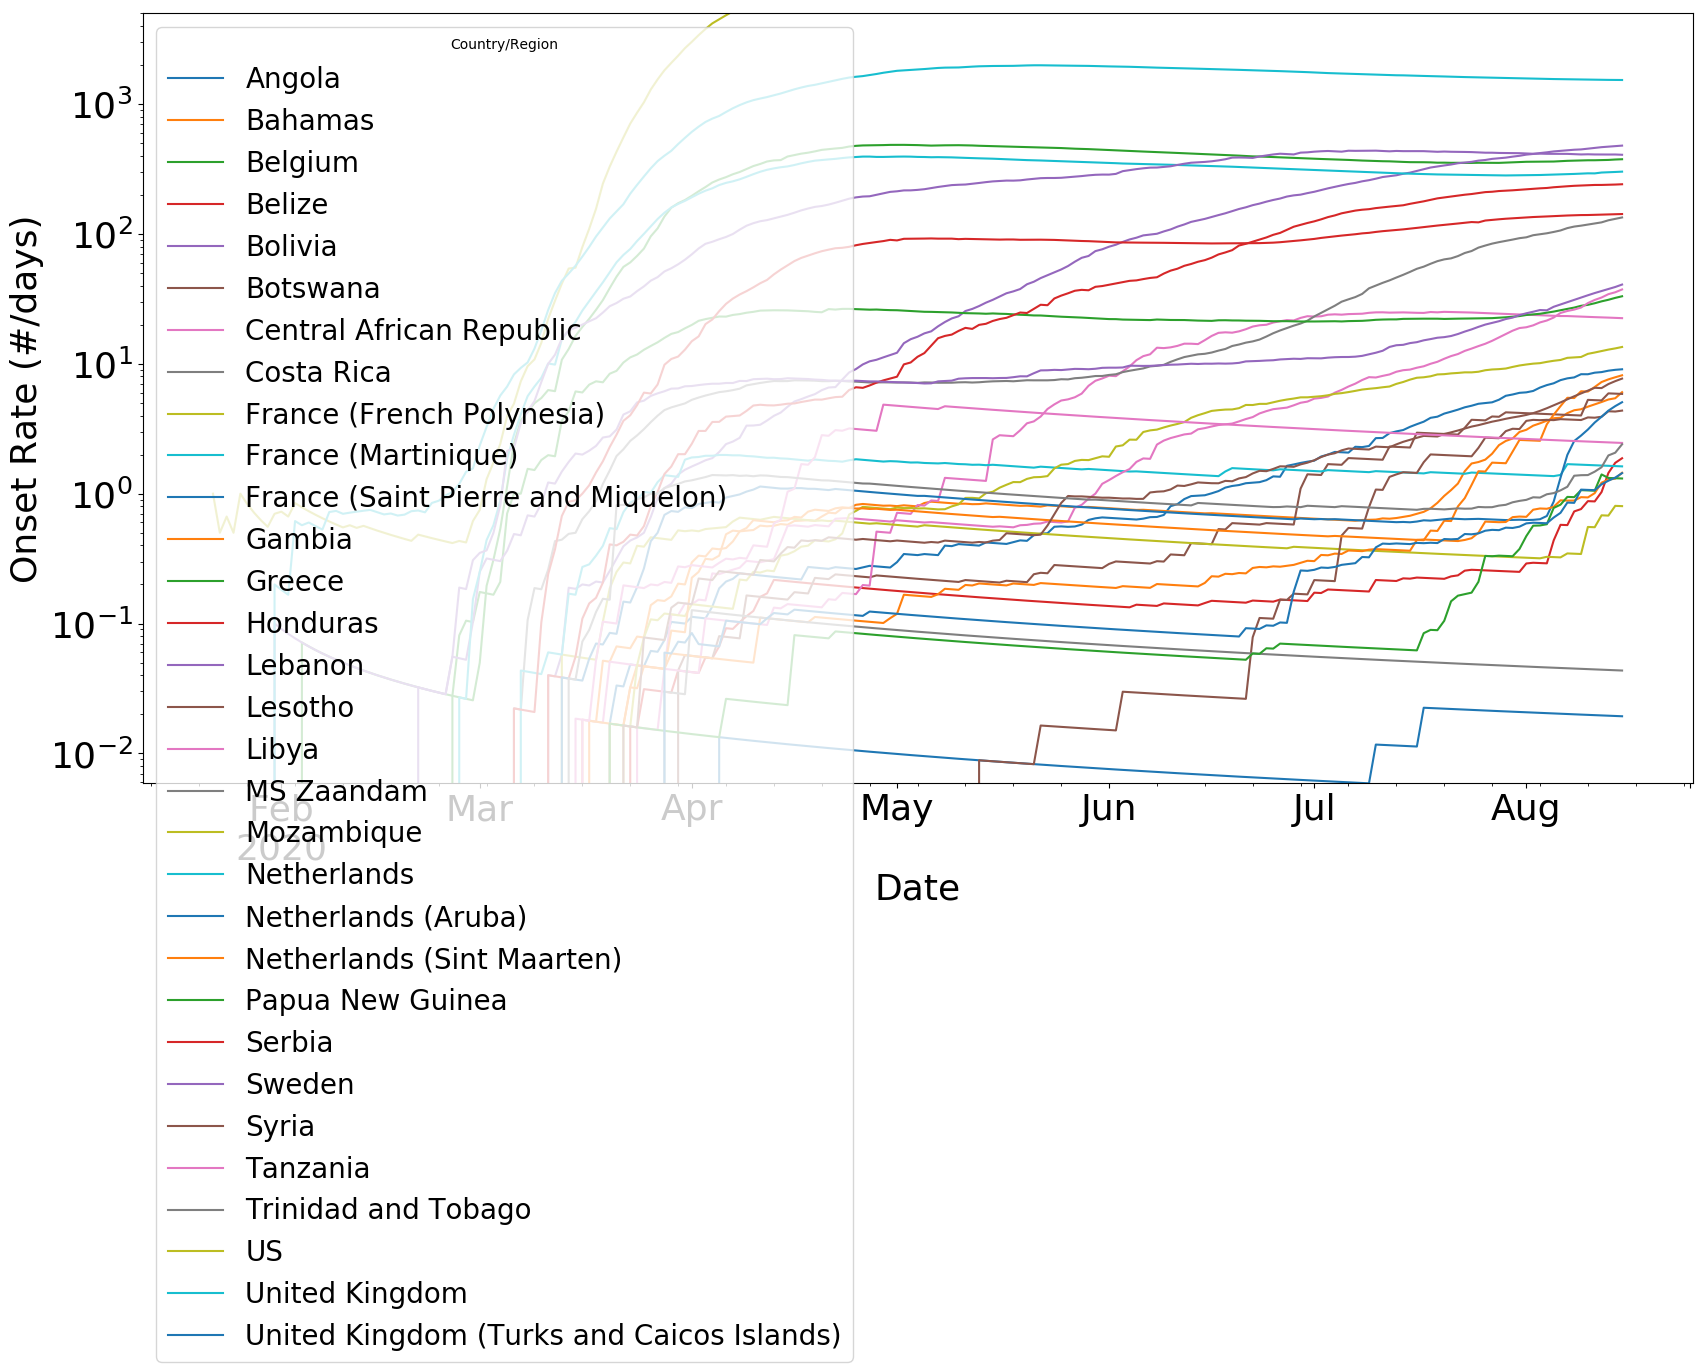 Country/Region
Angola
Bahamas
Belgium
Belize
Bolivia
Botswana
Central African Republic
Costa Rica
France (French Polynesia)
France (Martinique)
France (Saint Pierre and Miquelon)
Gambia
Greece
Honduras
Lebanon
Lesotho
Libya
MS Zaandam
Mozambique
Netherlands
Netherlands (Aruba)
Netherlands (Sint Maarten)
Papua New Guinea
Serbia
Sweden
Syria
Tanzania
Trinidad and Tobago
US
United Kingdom
United Kingdom (Turks and Caicos Islands)
Onset Rate (#/days)
10³
10²
10¹
10⁰
10⁻¹
10⁻²
Feb Mar Apr May Jun Jul Aug
2020
Date